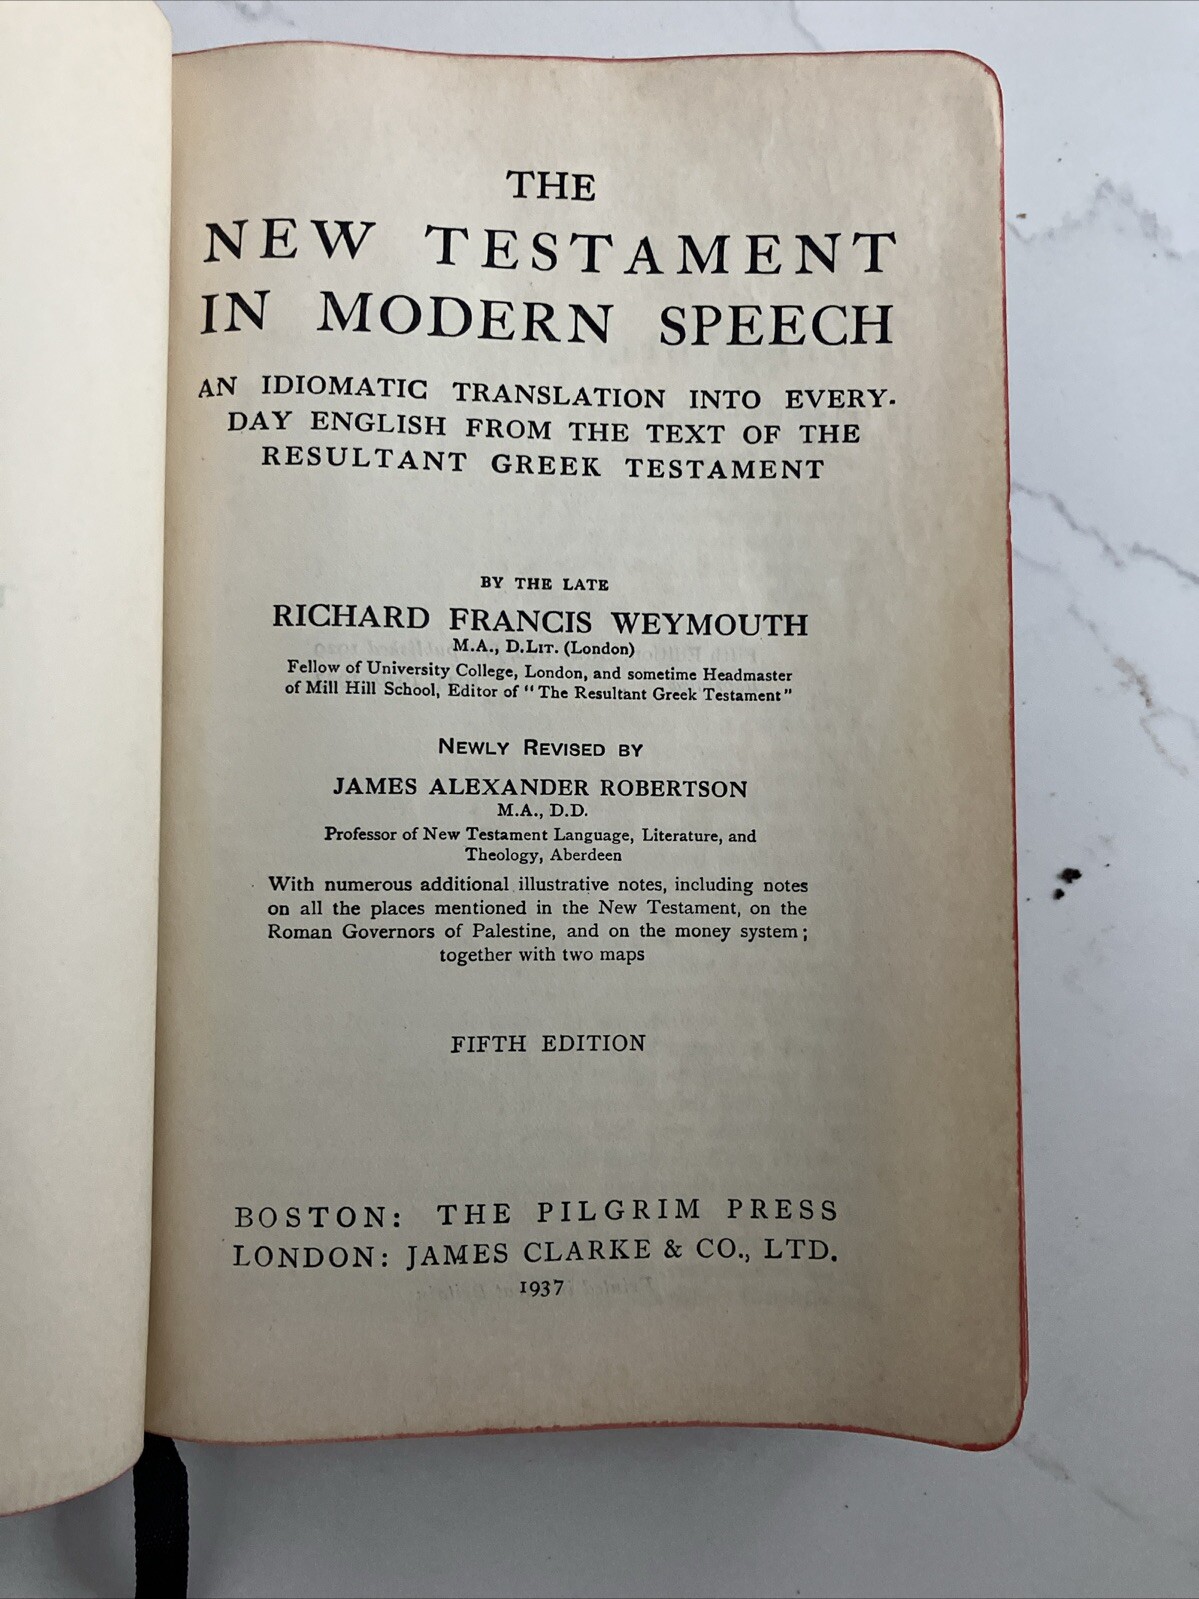 THE
NEW TESTAMENT
IN MODERN SPEECH
AN IDIOMATIC TRANSLATION INTO EVERY-
DAY ENGLISH FROM THE TEXT OF THE
RESULTANT GREEK TESTAMENT
BY THE LATE
RICHARD FRANCIS WEYMOUTH
M.A., D.LIT. (London)
Fellow of University College, London, and sometime Headmaster
of Mill Hill School, Editor of "The Resultant Greek Testament"
NEWLY REVISED BY
JAMES ALEXANDER ROBERTSON
M.A., D.D.
Professor of New Testament Language, Literature, and
Theology, Aberdeen
With numerous additional illustrative notes, including notes
on all the places mentioned in the New Testament, on the
Roman Governors of Palestine, and on the money system;
together with two maps
FIFTH EDITION
BOSTON: THE PILGRIM PRESS
LONDON: JAMES CLARKE & CO., LTD.
1937